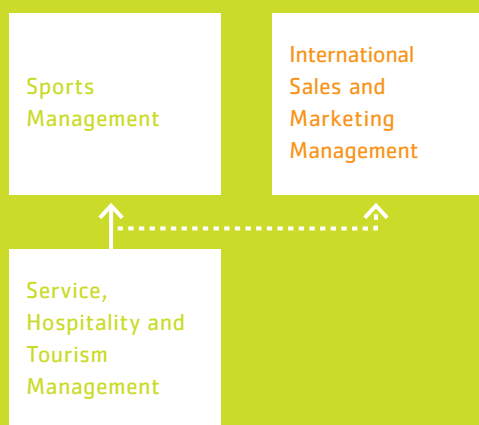 Sports
Management
International
Sales and
Marketing
Management
Service,
Hospitality and
Tourism
Management